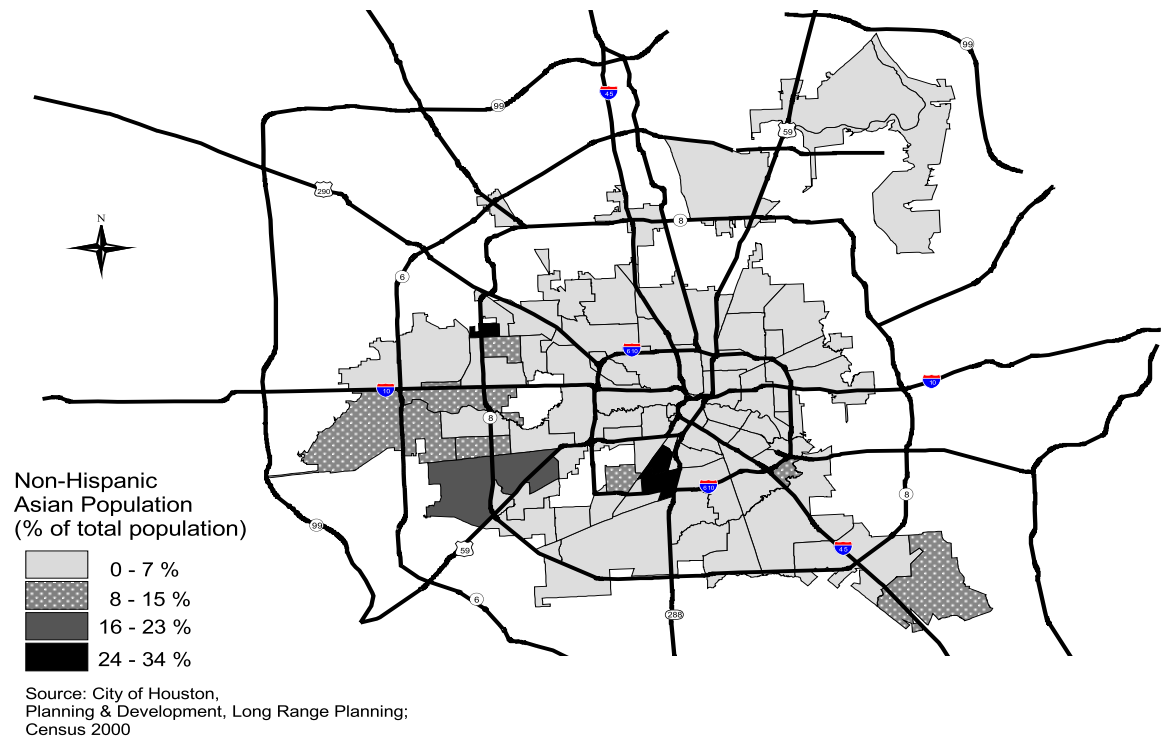 99
99
45
59
290
N
8
6
610
10
10
8
Non-Hispanic
Asian Population
(% of total population)
610
8
99
59
45
0 - 7 %
8 - 15 %
6
288
16 - 23 %
24 - 34 %
Source: City of Houston,
Planning & Development, Long Range Planning;
Census 2000